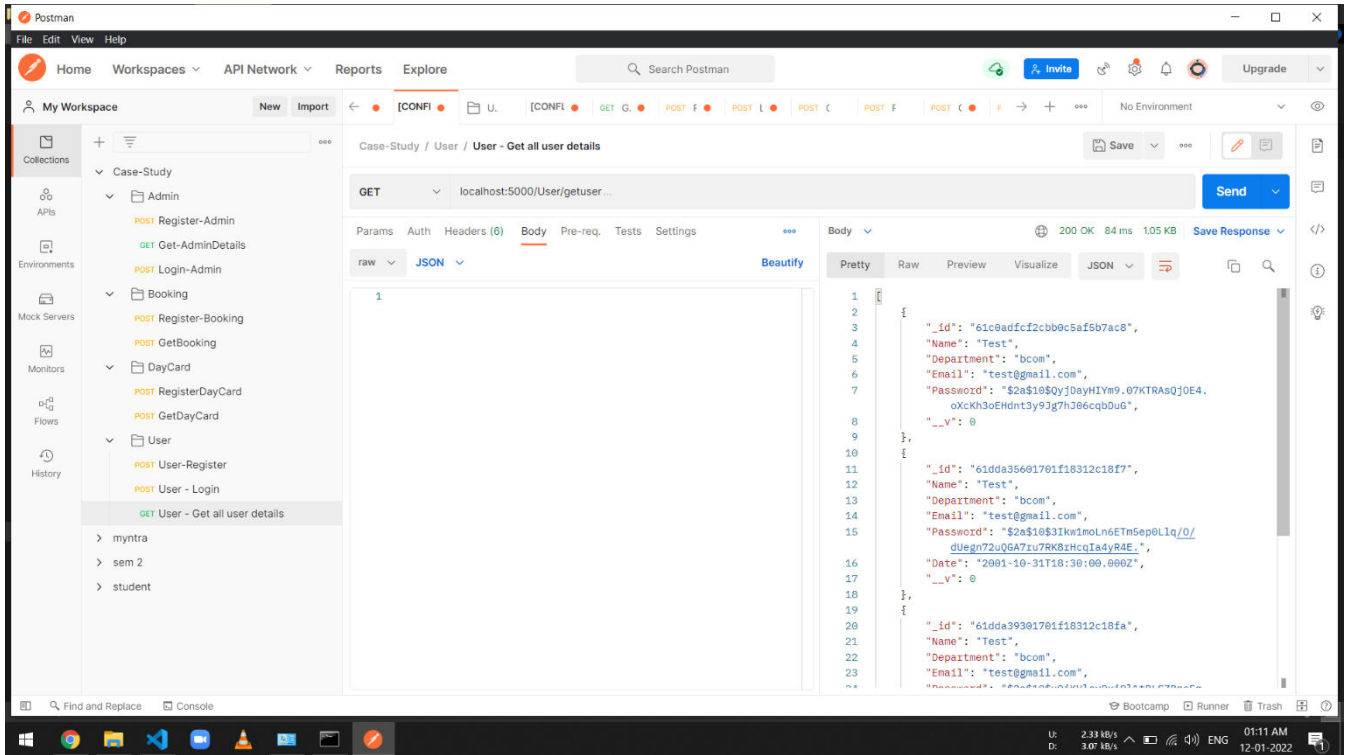 Postman
File Edit View Help
Home Workspaces API Network Reports Explore Search Postman Invite Upgrade
My Workspace New Import [CONFI U. [CONFL GET G. POST F POST L POST C POST F POST C F No Environment
Collections
APIs
Environments
Mock Servers
Monitors
Flows
History
Case-Study
Admin
POST Register-Admin
GET Get-AdminDetails
POST Login-Admin
Booking
POST Register-Booking
POST GetBooking
DayCard
POST RegisterDayCard
POST GetDayCard
User
POST User-Register
POST User - Login
GET User - Get all user details
myntra
sem 2
student
Case-Study / User / User - Get all user details Save
GET localhost:5000/User/getuser... Send
Params Auth Headers (6) Body Pre-req. Tests Settings
raw JSON Beautify
1
Body 200 OK 84 ms 1.05 KB Save Response
Pretty Raw Preview Visualize JSON
1 [
2 {
3 "_id": "61c0adfcf2cbb0c5af5b7ac8",
4 "Name": "Test",
5 "Department": "bcom",
6 "Email": "test@gmail.com",
7 "Password": "$2a$10$QyjDayHIYm9.07KTRAsQjOE4.
oXcKh3oEHdnt3y9Jg7hJ06cqbDuG",
8 "__v": 0
9 },
10 {
11 "_id": "61dda35601701f18312c18f7",
12 "Name": "Test",
13 "Department": "bcom",
14 "Email": "test@gmail.com",
15 "Password": "$2a$10$3Ikw1moLn6ETm5ep0Llq/O/
dUegn72uQGA7ru7RK8rHcqIa4yR4E.",
16 "Date": "2001-10-31T18:30:00.000Z",
17 "__v": 0
18 },
19 {
20 "_id": "61dda39301701f18312c18fa",
21 "Name": "Test",
22 "Department": "bcom",
23 "Email": "test@gmail.com",
Find and Replace Console Bootcamp Runner Trash
U: 2.33 kB/s
D: 3.07 kB/s
ENG
01:11 AM
12-01-2022